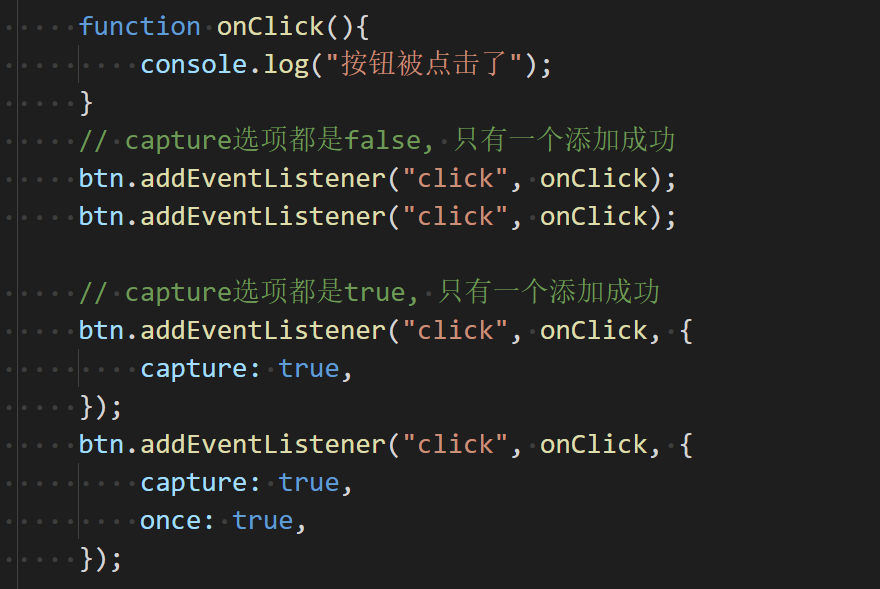 function onClick(){
console.log("按钮被点击了");
}
// capture选项都是false, 只有一个添加成功
btn.addEventListener("click", onClick);
btn.addEventListener("click", onClick);
// capture选项都是true, 只有一个添加成功
btn.addEventListener("click", onClick, {
capture: true,
});
btn.addEventListener("click", onClick, {
capture: true,
once: true,
});